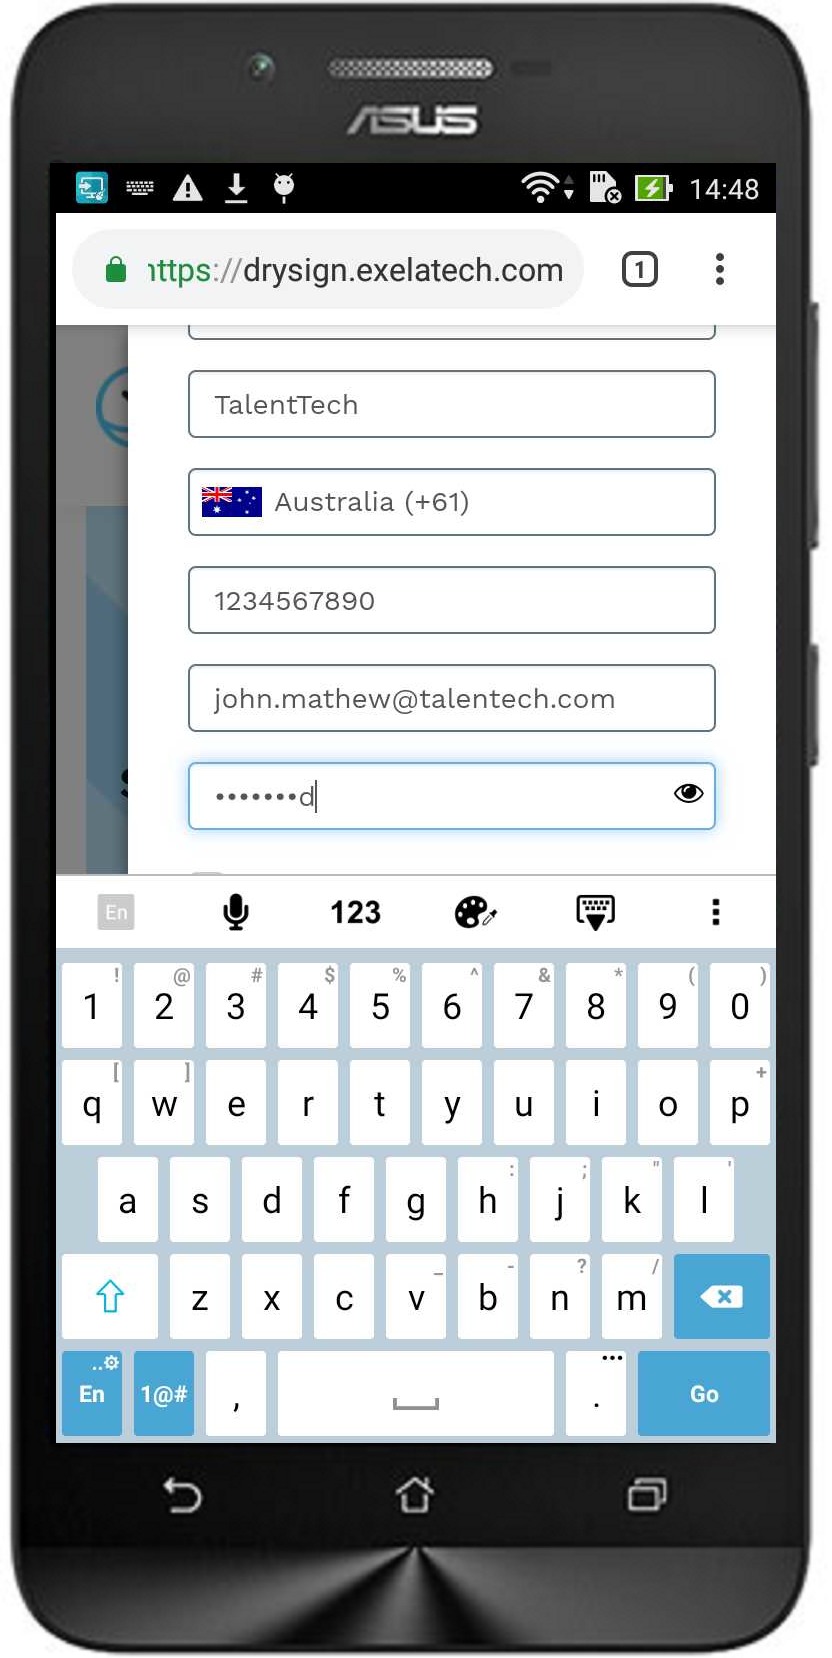 ASUS
14:48
https://drysign.exelatech.com
1
TalentTech
Australia (+61)
1234567890
john.mathew@talentech.com
•••••••d
En 123
! @ # $ % ^ & * ( )
1 2 3 4 5 6 7 8 9 0
[ ] +
q w e r t y u i o p
: ; " '
a s d f g h j k l
_ - ? /
z x c v b n m
En 1@# , . Go